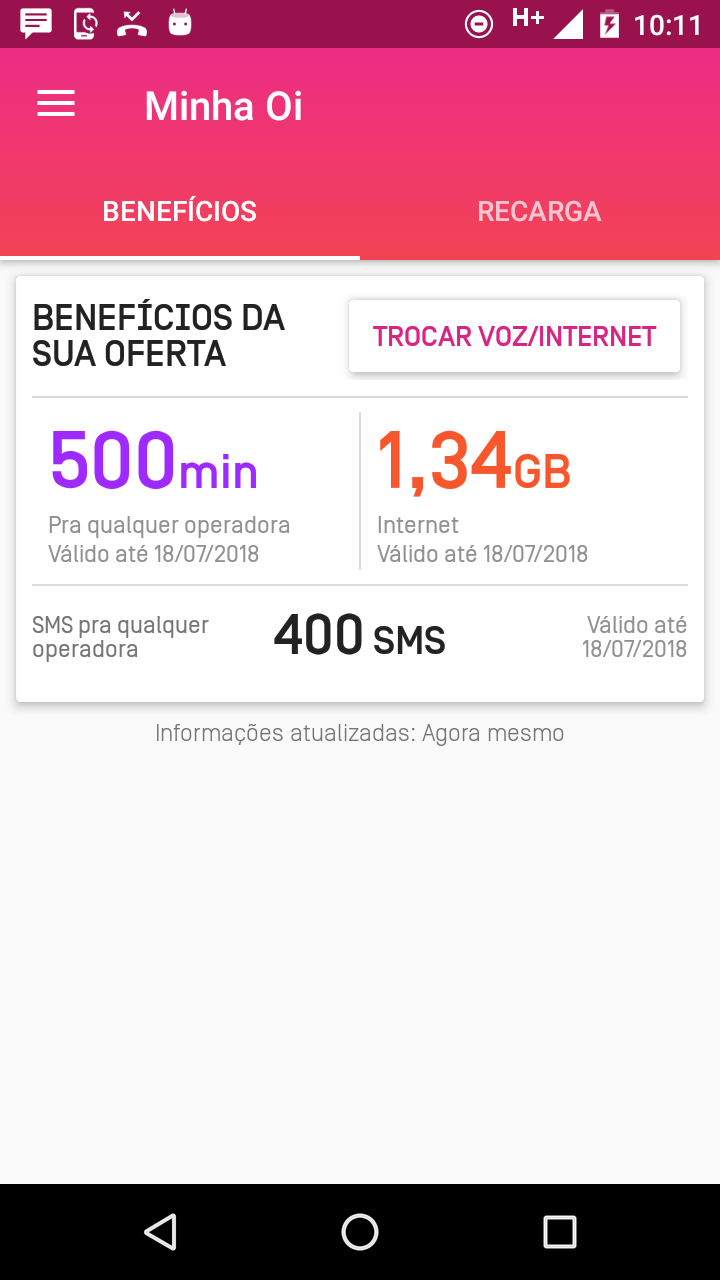 H+ 10:11
Minha Oi
BENEFÍCIOS RECARGA
BENEFÍCIOS DA
SUA OFERTA
TROCAR VOZ/INTERNET
500min
Pra qualquer operadora
Válido até 18/07/2018
1,34GB
Internet
Válido até 18/07/2018
SMS pra qualquer
operadora
400 SMS
Válido até
18/07/2018
Informações atualizadas: Agora mesmo